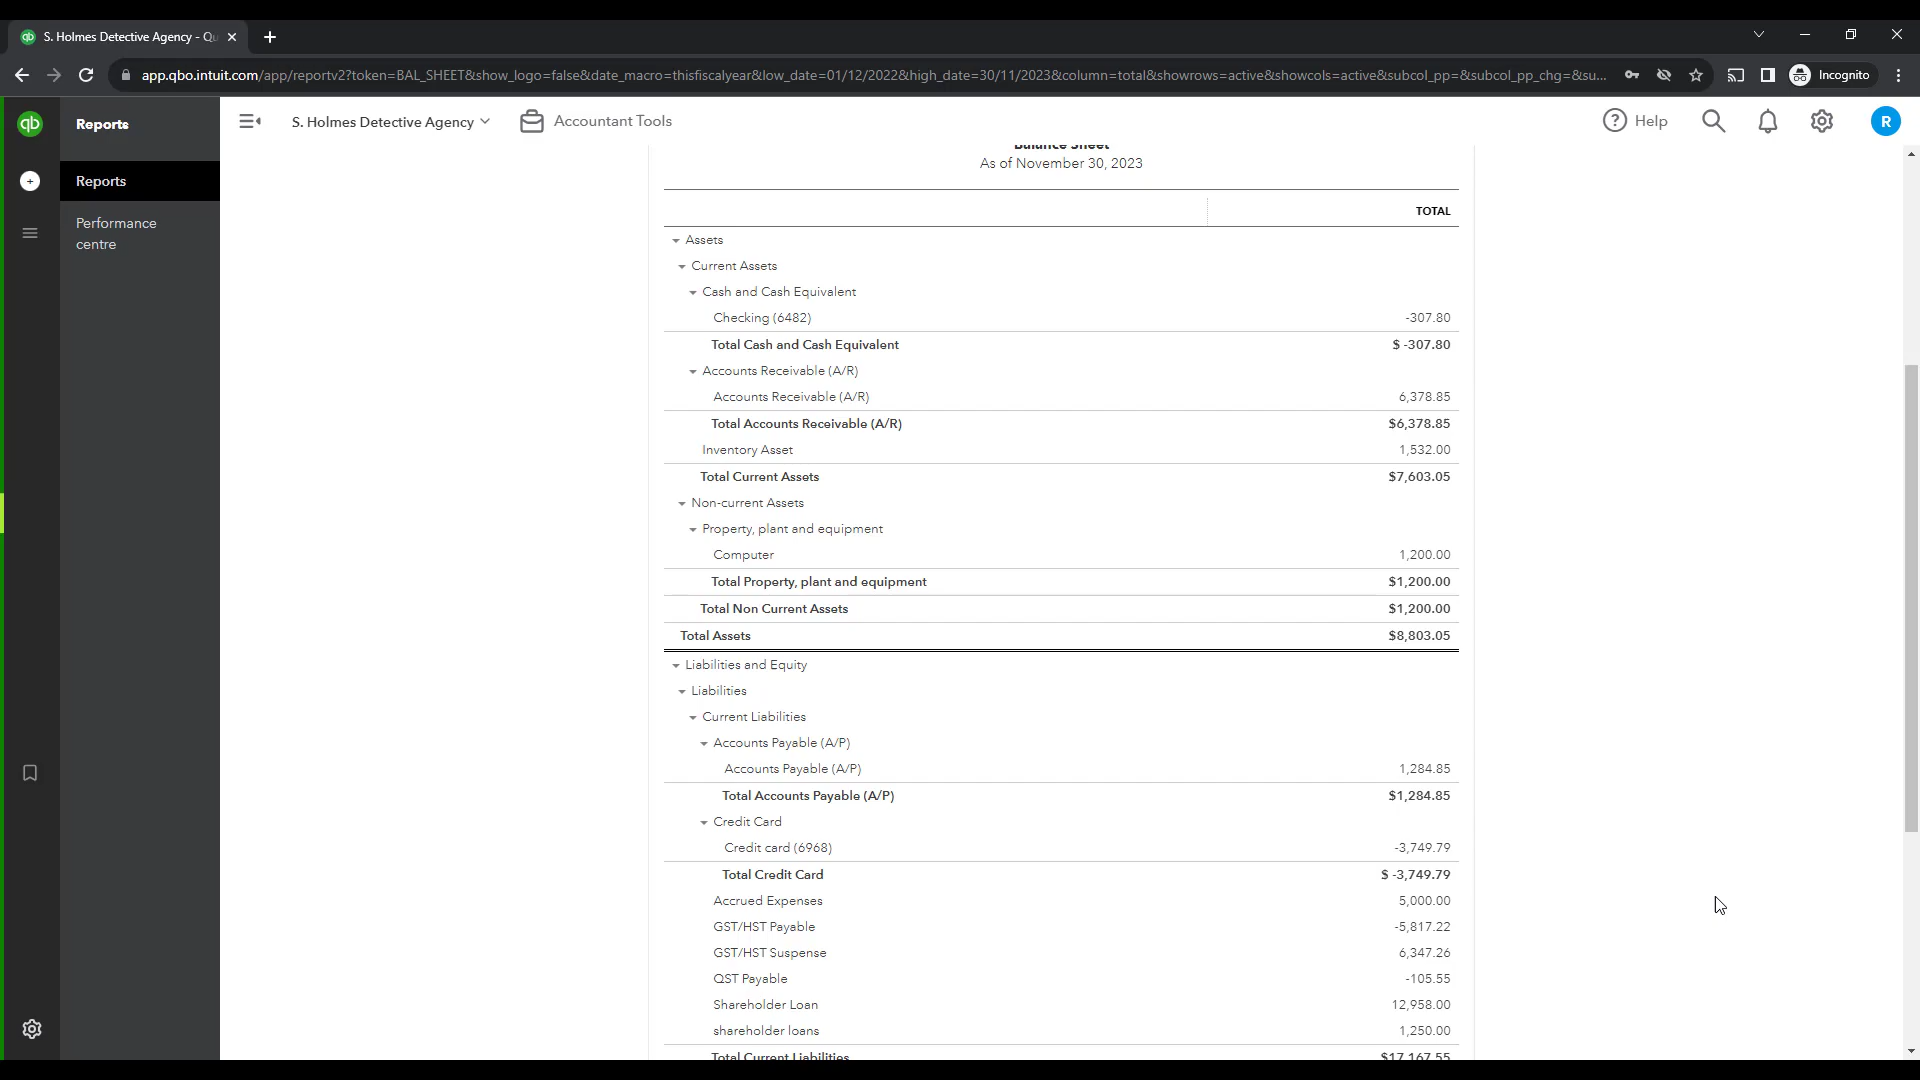 S. Holmes Detective Agency - Qu
app.qbo.intuit.com/app/reportv2?token=BAL_SHEET&show_logo=false&date_macro=thisfiscalyear&low_date=01/12/2022&high_date=30/11/2023&column=total&showrows=active&showcols=active&subcol_pp=&subcol_pp_chg=&su...
Incognito
qb
Reports
S. Holmes Detective Agency
Accountant Tools
Help
R
Reports
Performance
centre
Balance Sheet
As of November 30, 2023
TOTAL
Assets
Current Assets
Cash and Cash Equivalent
Checking (6482) -307.80
Total Cash and Cash Equivalent $ -307.80
Accounts Receivable (A/R)
Accounts Receivable (A/R) 6,378.85
Total Accounts Receivable (A/R) $6,378.85
Inventory Asset 1,532.00
Total Current Assets $7,603.05
Non-current Assets
Property, plant and equipment
Computer 1,200.00
Total Property, plant and equipment $1,200.00
Total Non Current Assets $1,200.00
Total Assets $8,803.05
Liabilities and Equity
Liabilities
Current Liabilities
Accounts Payable (A/P)
Accounts Payable (A/P) 1,284.85
Total Accounts Payable (A/P) $1,284.85
Credit Card
Credit card (6968) -3,749.79
Total Credit Card $ -3,749.79
Accrued Expenses 5,000.00
GST/HST Payable -5,817.22
GST/HST Suspense 6,347.26
QST Payable -105.55
Shareholder Loan 12,958.00
shareholder loans 1,250.00
Total Current Liabilities $17,167.55